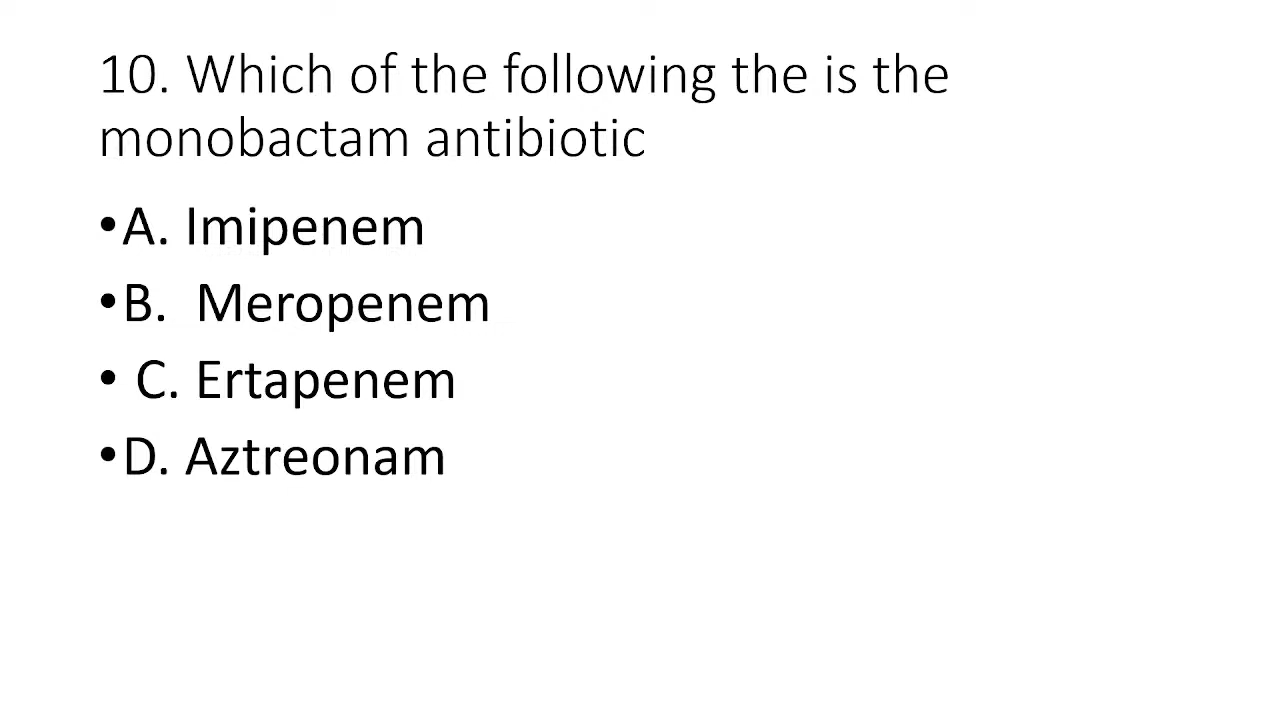 10. Which of the following the is the
monobactam antibiotic
•A. Imipenem
•B.  Meropenem
• C. Ertapenem
•D. Aztreonam